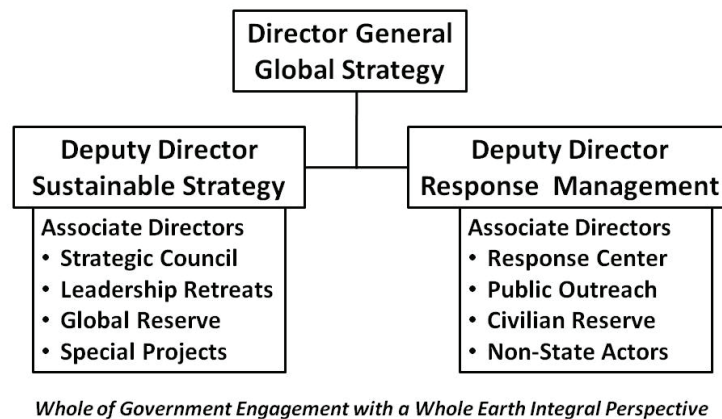 Director General
Global Strategy
Deputy Director
Sustainable Strategy
Associate Directors
• Strategic Council
• Leadership Retreats
• Global Reserve
• Special Projects
Deputy Director
Response Management
Associate Directors
• Response Center
• Public Outreach
• Civilian Reserve
• Non-State Actors
Whole of Government Engagement with a Whole Earth Integral Perspective